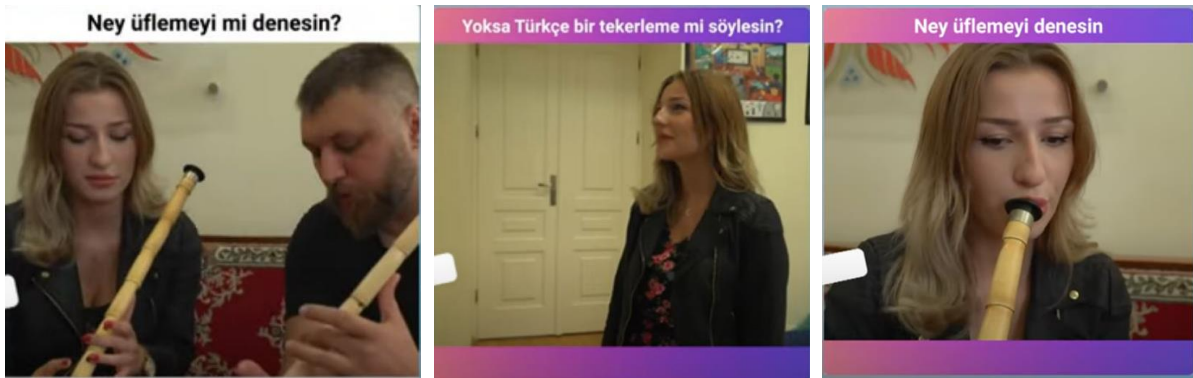 Ney üflemeyi mi denesin?
Yoksa Türkçe bir tekerleme mi söylesin?
Ney üflemeyi denesin